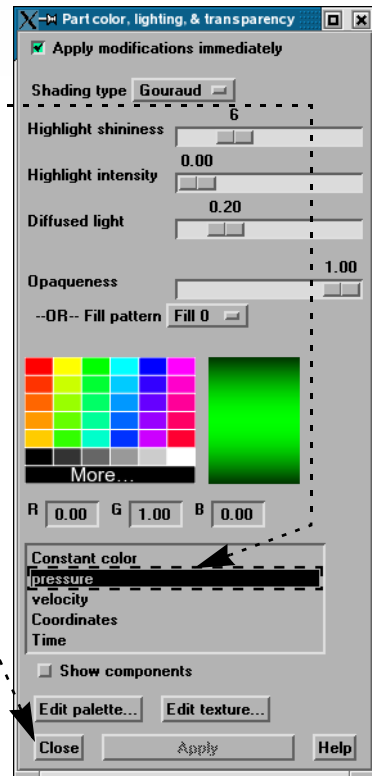 Part color, lighting, & transparency
Apply modifications immediately
Shading type Gouraud
6
Highlight shininess
0.00
Highlight intensity
0.20
Diffused light
1.00
Opaqueness
--OR-- Fill pattern Fill 0
More...
R 0.00 G 1.00 B 0.00
Constant color
pressure
velocity
Coordinates
Time
Show components
Edit palette... Edit texture...
Close Apply Help